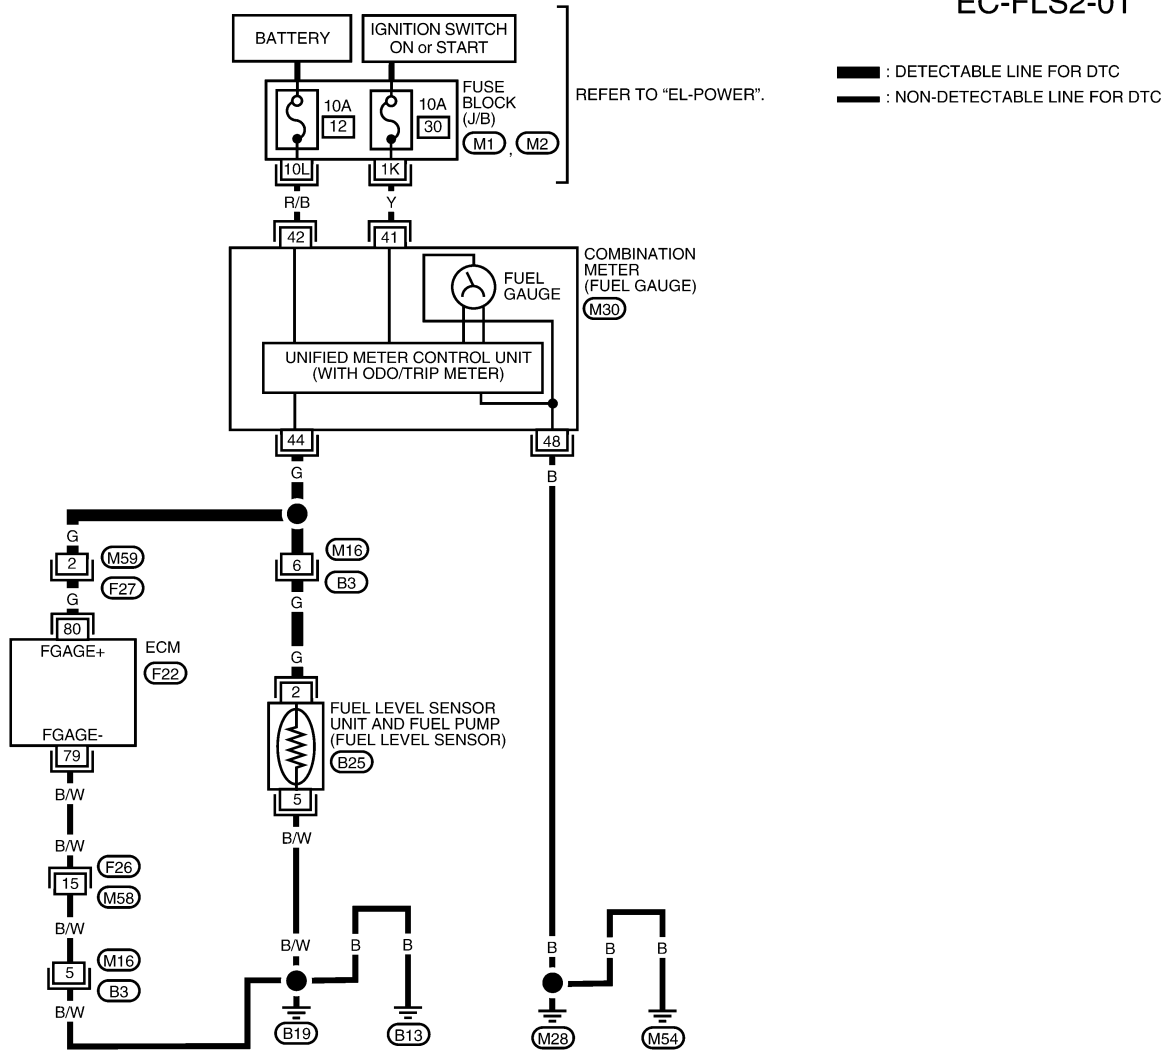 EC-FLS2-01
BATTERY
IGNITION SWITCH
ON or START
: DETECTABLE LINE FOR DTC
: NON-DETECTABLE LINE FOR DTC
10A
12
10A
30
FUSE
BLOCK
(J/B)
M1 , M2
REFER TO “EL-POWER”.
10L
1K
R/B
Y
42
41
COMBINATION
METER
(FUEL GAUGE)
M30
FUEL
GAUGE
UNIFIED METER CONTROL UNIT
(WITH ODO/TRIP METER)
44
48
G
B
G
2
M59
F27
G
80
FGAGE+
ECM
F22
FGAGE-
79
6
M16
B3
G
G
2
FUEL LEVEL SENSOR
UNIT AND FUEL PUMP
(FUEL LEVEL SENSOR)
B25
5
B/W
B/W
B/W
15
F26
M58
B/W
5
M16
B3
B/W
B/W
B
B
B
B
B
B19
B13
M28
M54